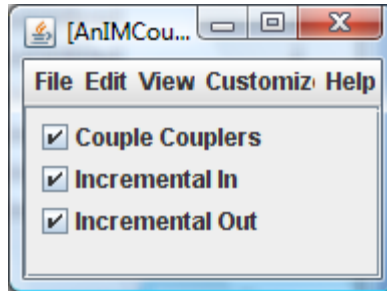 [AnIMCou...
File Edit View Customiz Help
Couple Couplers
Incremental In
Incremental Out